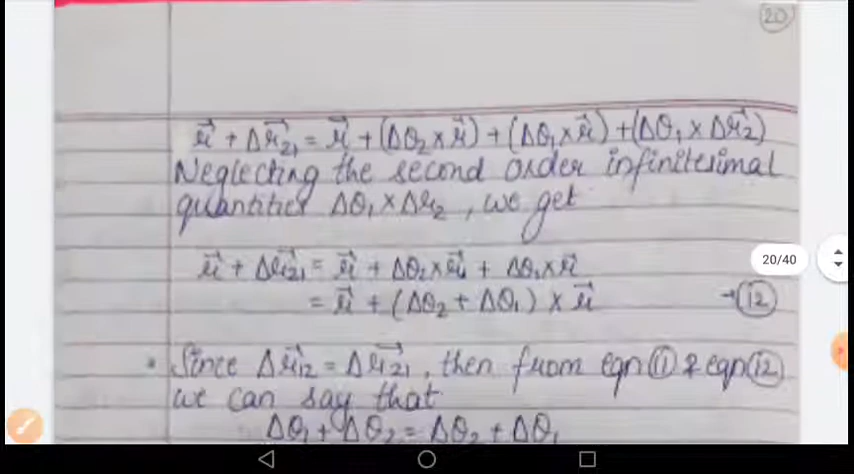 20
r⃗ + Δr⃗₂₁ = r⃗ + (Δθ₂ × r⃗) + (Δθ₁ × r⃗) + (Δθ₁ × Δr⃗₂)
Neglecting the second order infinitesimal
quantities Δθ₁ × Δr₂, we get
r⃗ + Δr⃗₂₁ = r⃗ + Δθ₂ × r⃗ + Δθ₁ × r⃗
20/40
= r⃗ + (Δθ₂ + Δθ₁) × r⃗ → 12
• Since Δr⃗₁₂ = Δr⃗₂₁, then from eqn 11 & eqn 12
we can say that
Δθ₁ + Δθ₂ = Δθ₂ + Δθ₁